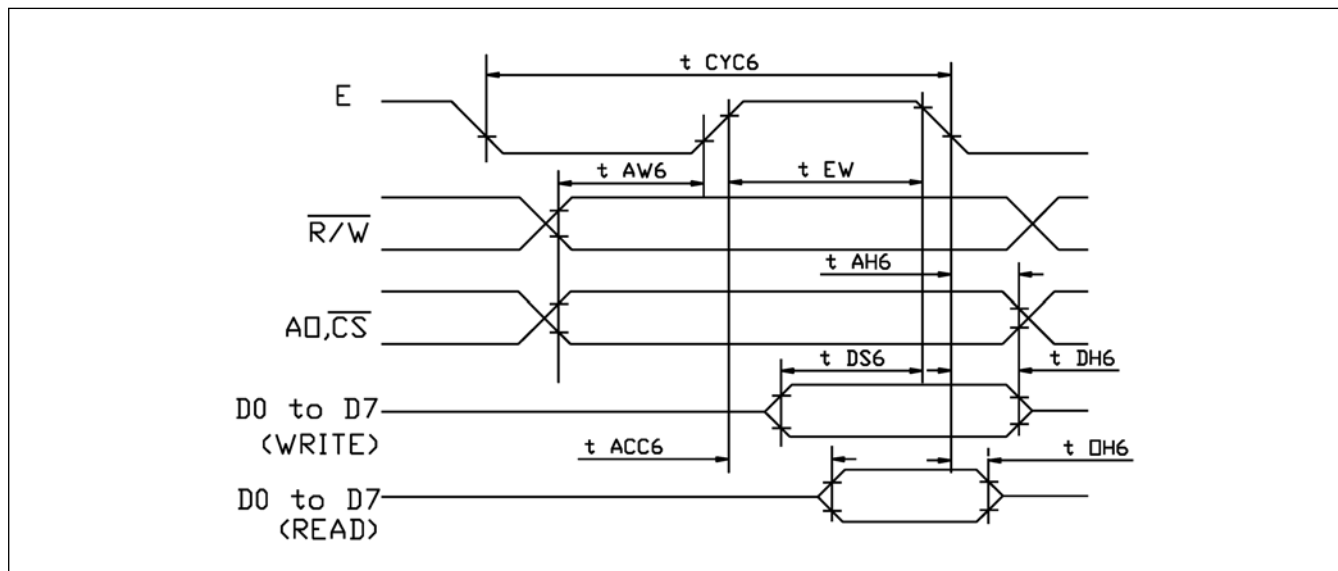 t CYC6
E
t AW6
t EW
R/W
t AH6
A0,CS
t DS6
t DH6
D0 to D7
(WRITE)
t ACC6
t OH6
D0 to D7
(READ)